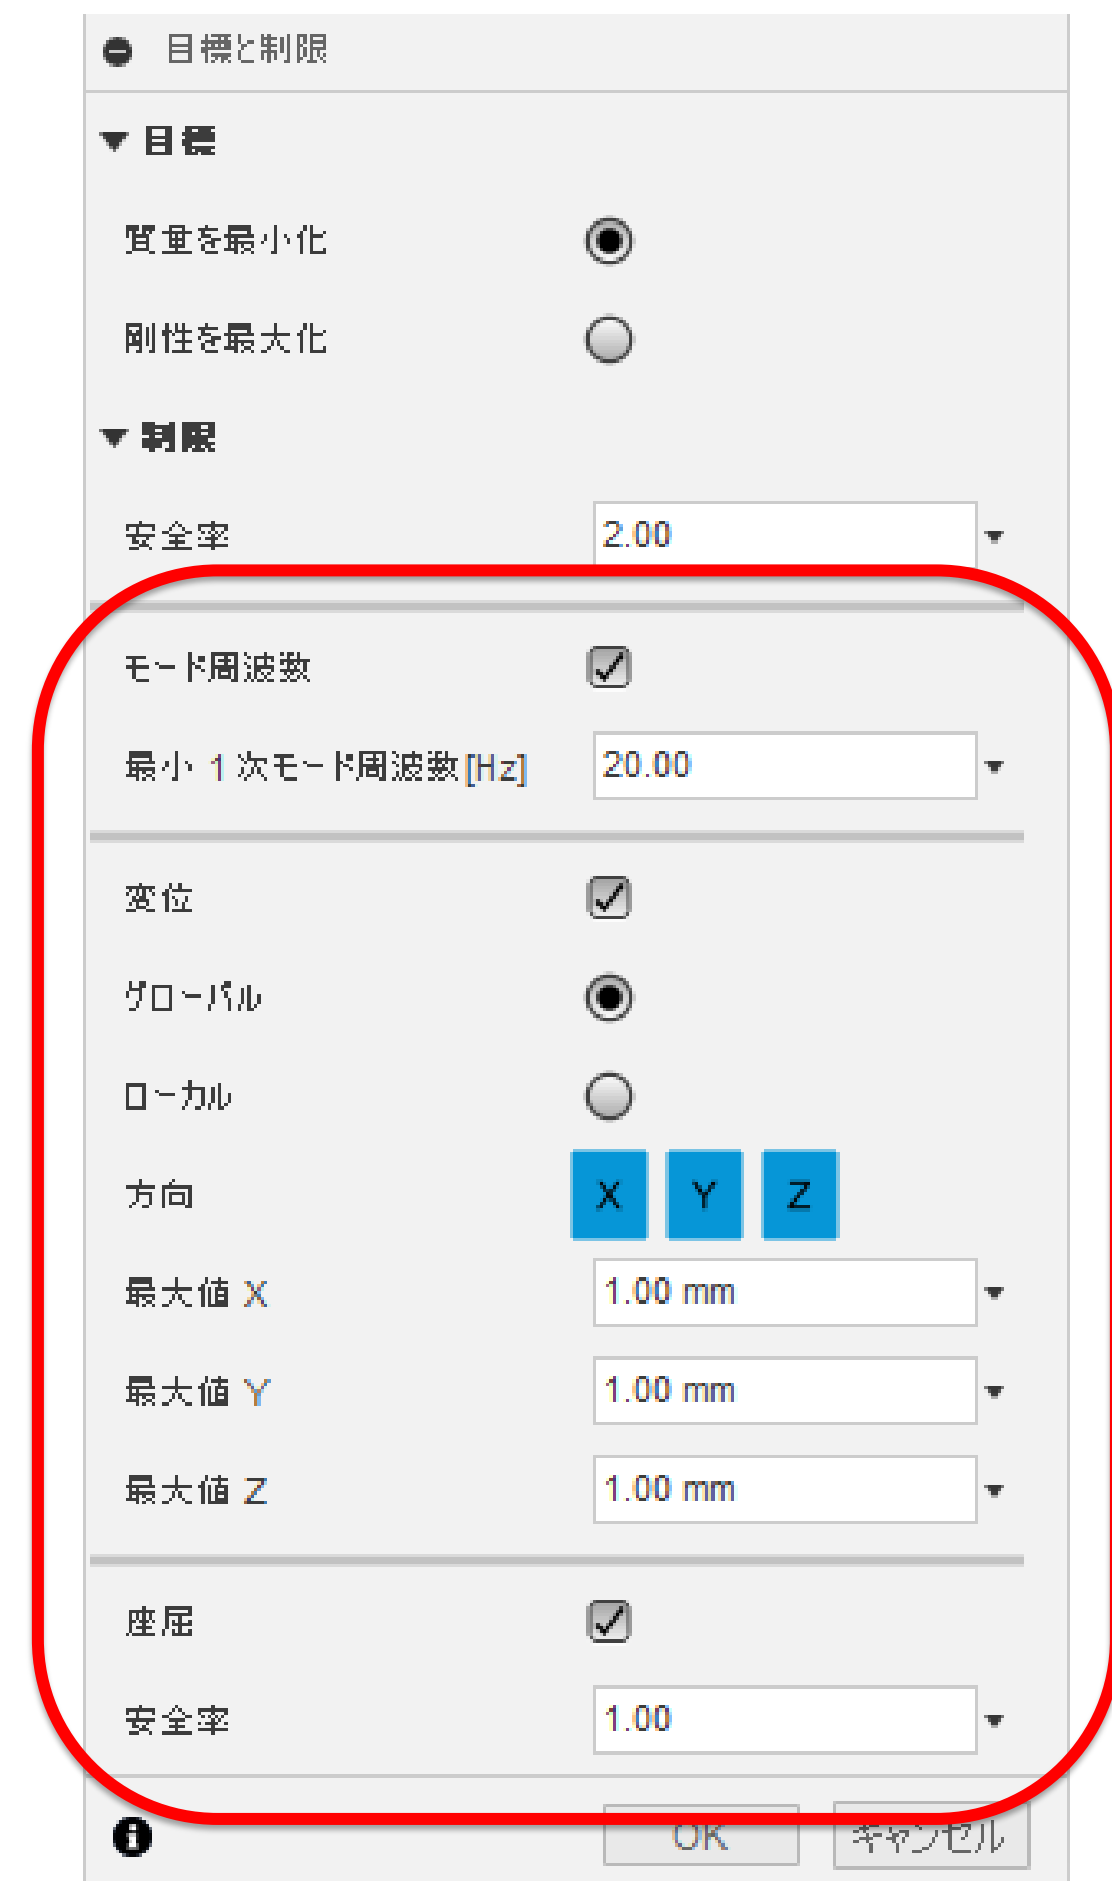 目標と制限
目標
質量を最小化
剛性を最大化
制限
安全率 2.00
モード周波数
最小 1 次モード周波数[Hz] 20.00
変位
グローバル
ローカル
方向 X Y Z
最大値 X 1.00 mm
最大値 Y 1.00 mm
最大値 Z 1.00 mm
座屈
安全率 1.00
OK キャンセル